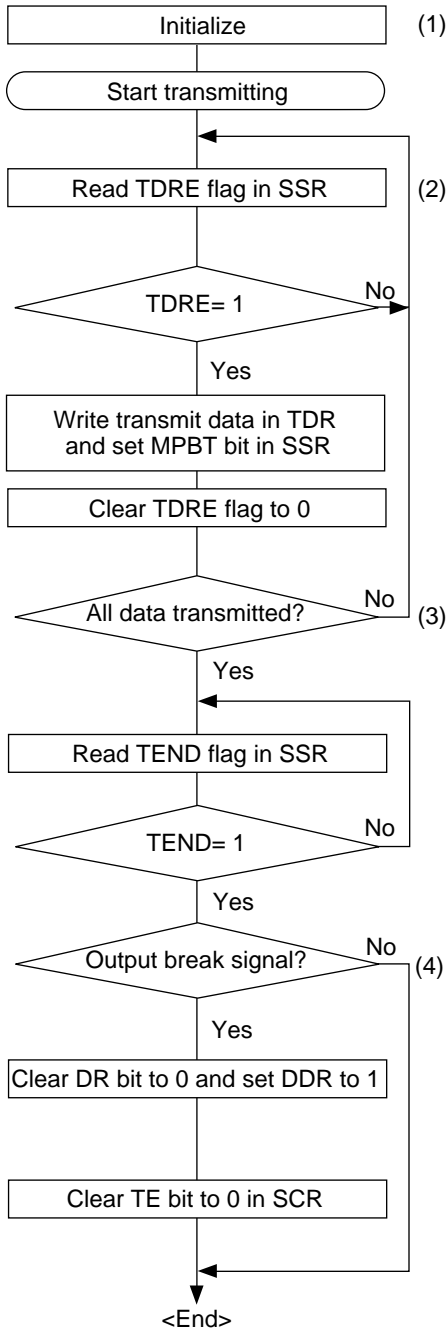 Initialize
(1)
Start transmitting
Read TDRE flag in SSR
(2)
TDRE= 1
No
Yes
Write transmit data in TDR
and set MPBT bit in SSR
Clear TDRE flag to 0
All data transmitted?
No
(3)
Yes
Read TEND flag in SSR
TEND= 1
No
Yes
Output break signal?
No
(4)
Yes
Clear DR bit to 0 and set DDR to 1
Clear TE bit to 0 in SCR
<End>